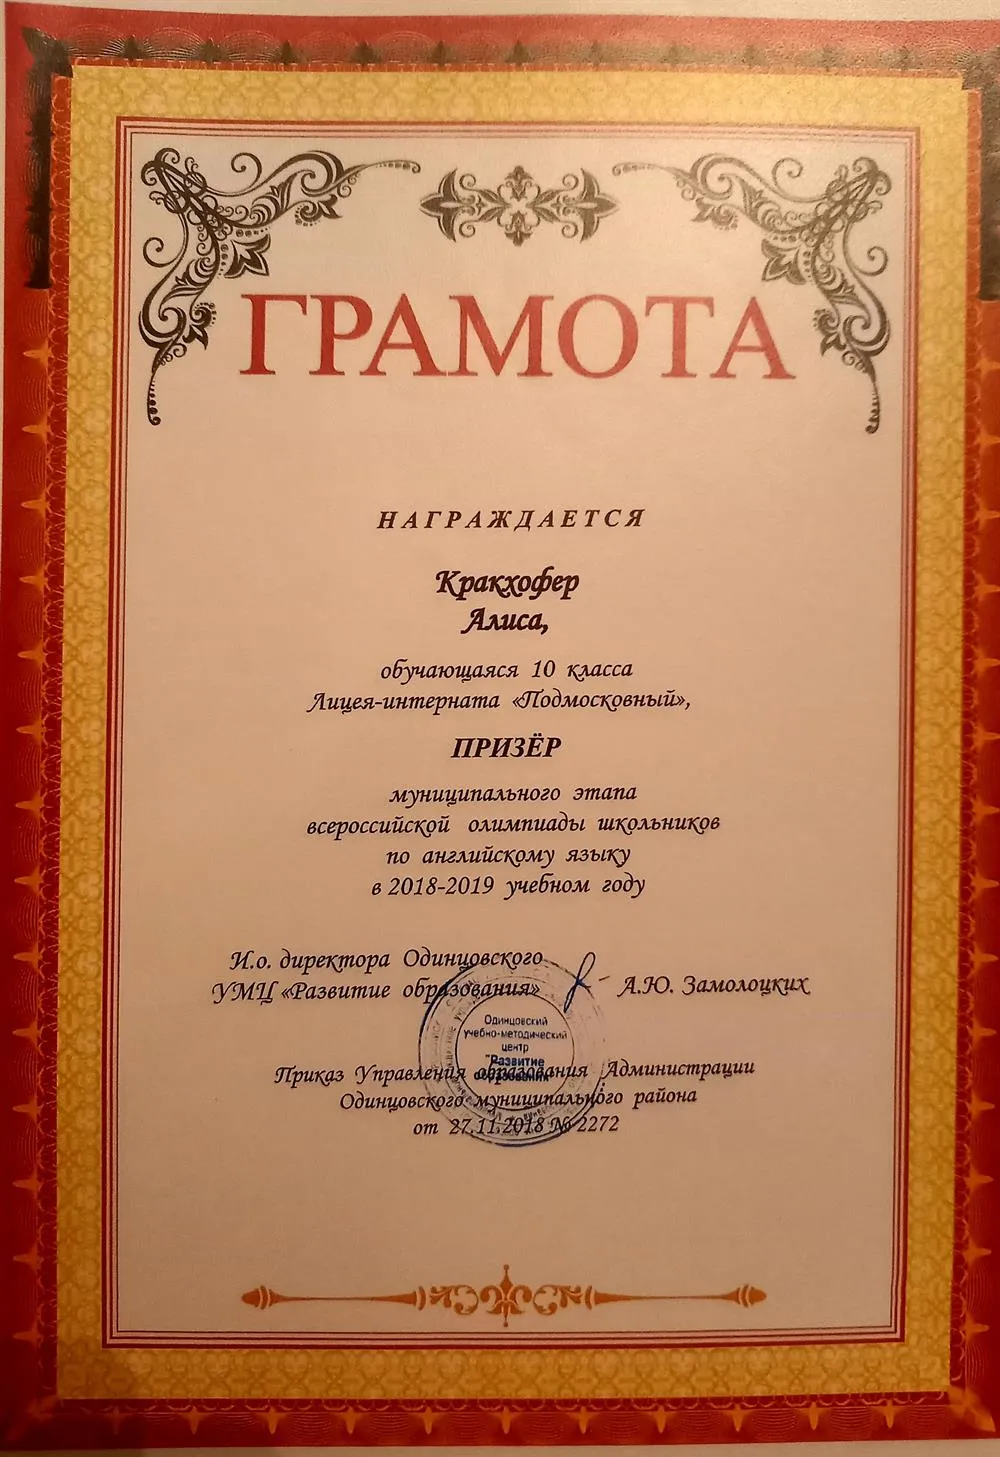 ГРАМОТА
НАГРАЖДАЕТСЯ
Кракхофер
Алиса,
обучающаяся 10 класса
Лицея-интерната «Подмосковный»,
ПРИЗЁР
муниципального этапа
всероссийской олимпиады школьников
по английскому языку
в 2018-2019 учебном году
И.о. директора Одинцовского
УМЦ «Развитие образования» А.Ю. Замолоцких
Одинцовский
учебно-методический
центр
"Развитие
образования"
Приказ Управления образования Администрации
Одинцовского муниципального района
от 27.11.2018 № 2272